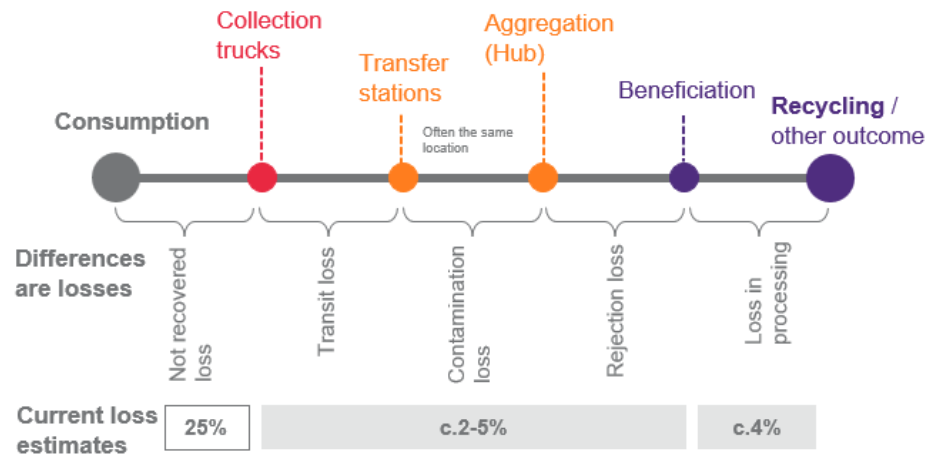 Collection
trucks
Aggregation
(Hub)
Transfer
stations
Beneficiation
Recycling /
other outcome
Consumption
Often the same
location
Differences
are losses
Not recovered
loss
Transit loss
Contamination
loss
Rejection loss
Loss in
processing
Current loss
estimates
25%
c.2-5%
c.4%